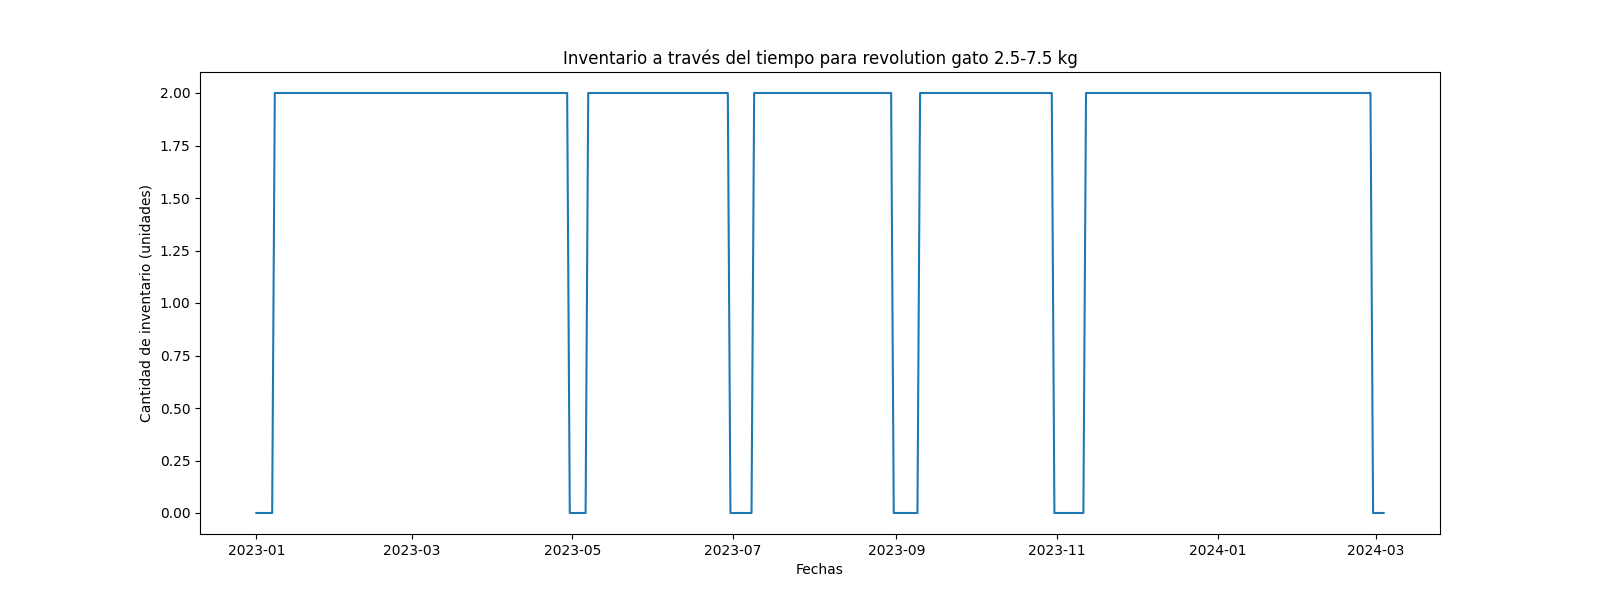 Inventario a través del tiempo para revolution gato 2.5-7.5 kg
Cantidad de inventario (unidades)
2.00
1.75
1.50
1.25
1.00
0.75
0.50
0.25
0.00
2023-01 2023-03 2023-05 2023-07 2023-09 2023-11 2024-01 2024-03
Fechas